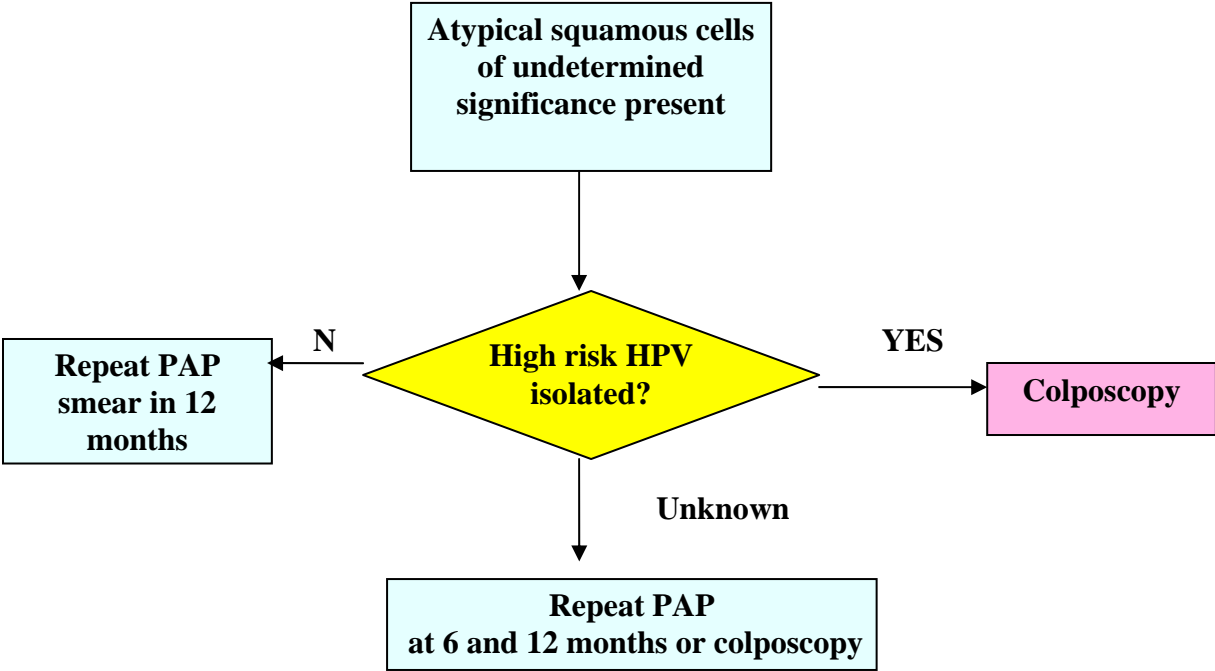 Atypical squamous cells
of undetermined
significance present
N
YES
High risk HPV
isolated?
Repeat PAP
smear in 12
months
Colposcopy
Unknown
Repeat PAP
at 6 and 12 months or colposcopy